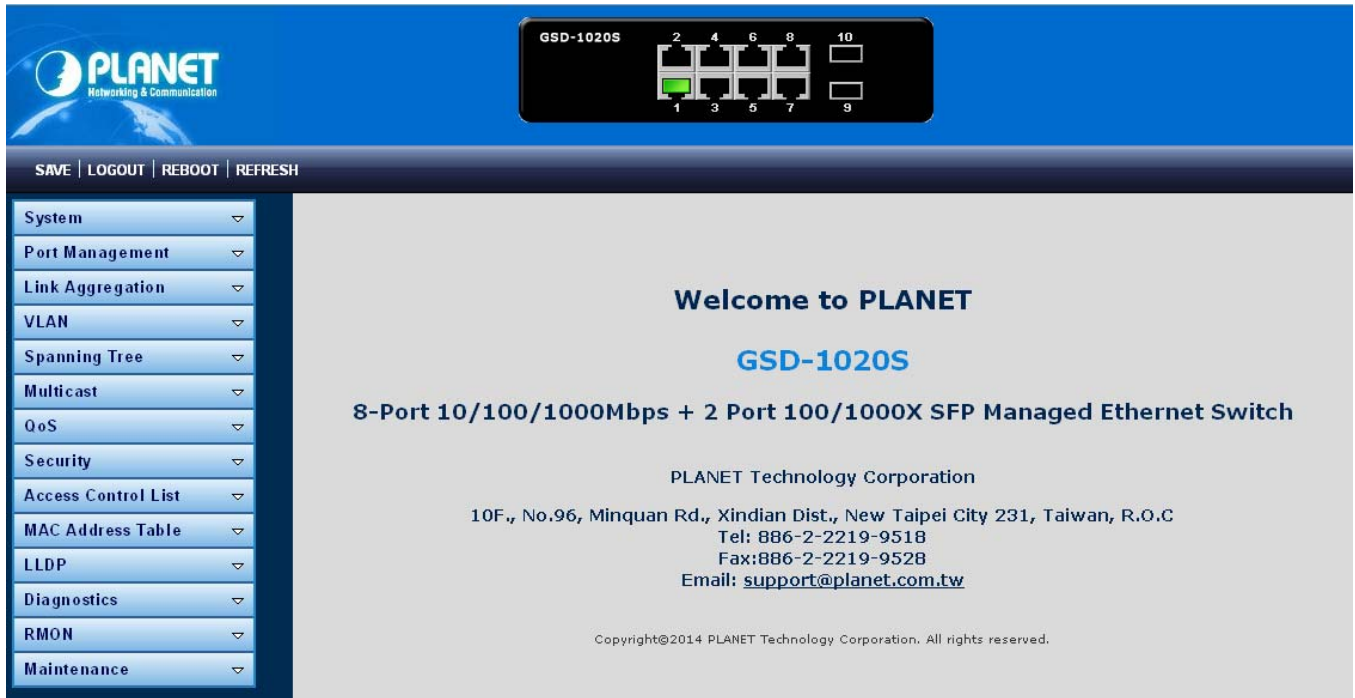 PLANET
Networking & Communication
GSD-1020S
2 4 6 8 10
1 3 5 7 9
SAVE | LOGOUT | REBOOT | REFRESH
System
Port Management
Link Aggregation
VLAN
Spanning Tree
Multicast
QoS
Security
Access Control List
MAC Address Table
LLDP
Diagnostics
RMON
Maintenance
Welcome to PLANET
GSD-1020S
8-Port 10/100/1000Mbps + 2 Port 100/1000X SFP Managed Ethernet Switch
PLANET Technology Corporation
10F., No.96, Minquan Rd., Xindian Dist., New Taipei City 231, Taiwan, R.O.C
Tel: 886-2-2219-9518
Fax:886-2-2219-9528
Email: support@planet.com.tw
Copyright©2014 PLANET Technology Corporation. All rights reserved.